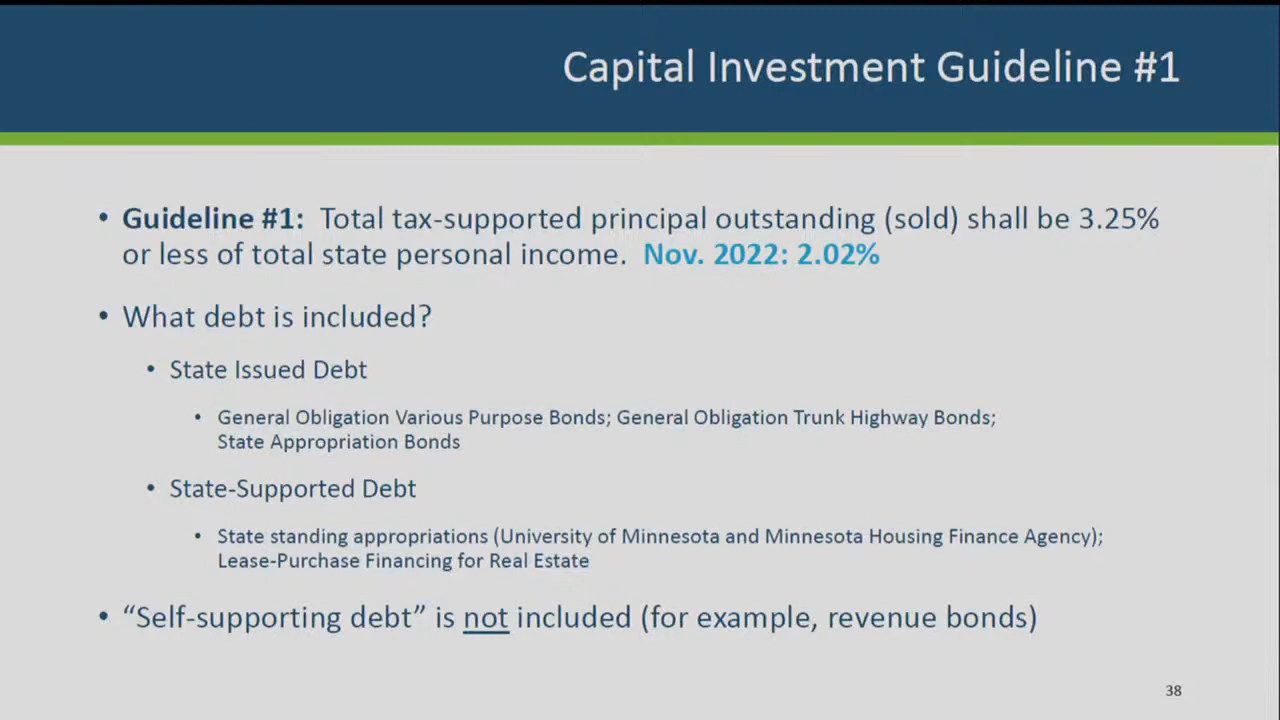 Capital Investment Guideline #1
• Guideline #1: Total tax-supported principal outstanding (sold) shall be 3.25%
or less of total state personal income. Nov. 2022: 2.02%
• What debt is included?
• State Issued Debt
• General Obligation Various Purpose Bonds; General Obligation Trunk Highway Bonds;
State Appropriation Bonds
• State-Supported Debt
• State standing appropriations (University of Minnesota and Minnesota Housing Finance Agency);
Lease-Purchase Financing for Real Estate
• “Self-supporting debt” is not included (for example, revenue bonds)
38